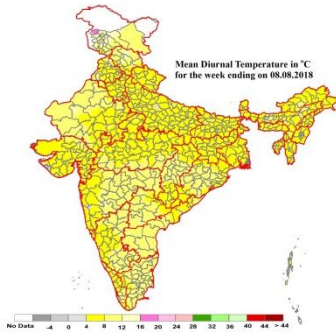 Mean Diurnal Temperature in °C
for the week ending on 08.08.2018
No Data -4 0 4 8 12 16 20 24 28 32 36 40 44 > 44